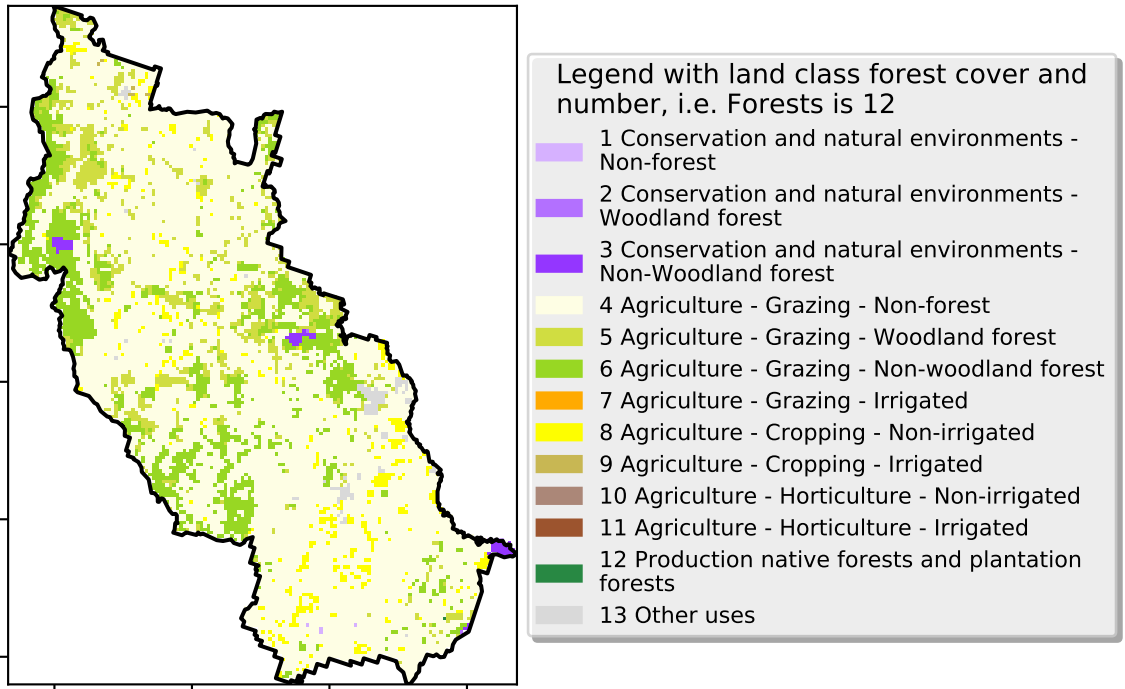 Legend with land class forest cover and
number, i.e. Forests is 12
1 Conservation and natural environments -
Non-forest
2 Conservation and natural environments -
Woodland forest
3 Conservation and natural environments -
Non-Woodland forest
4 Agriculture - Grazing - Non-forest
5 Agriculture - Grazing - Woodland forest
6 Agriculture - Grazing - Non-woodland forest
7 Agriculture - Grazing - Irrigated
8 Agriculture - Cropping - Non-irrigated
9 Agriculture - Cropping - Irrigated
10 Agriculture - Horticulture - Non-irrigated
11 Agriculture - Horticulture - Irrigated
12 Production native forests and plantation
forests
13 Other uses